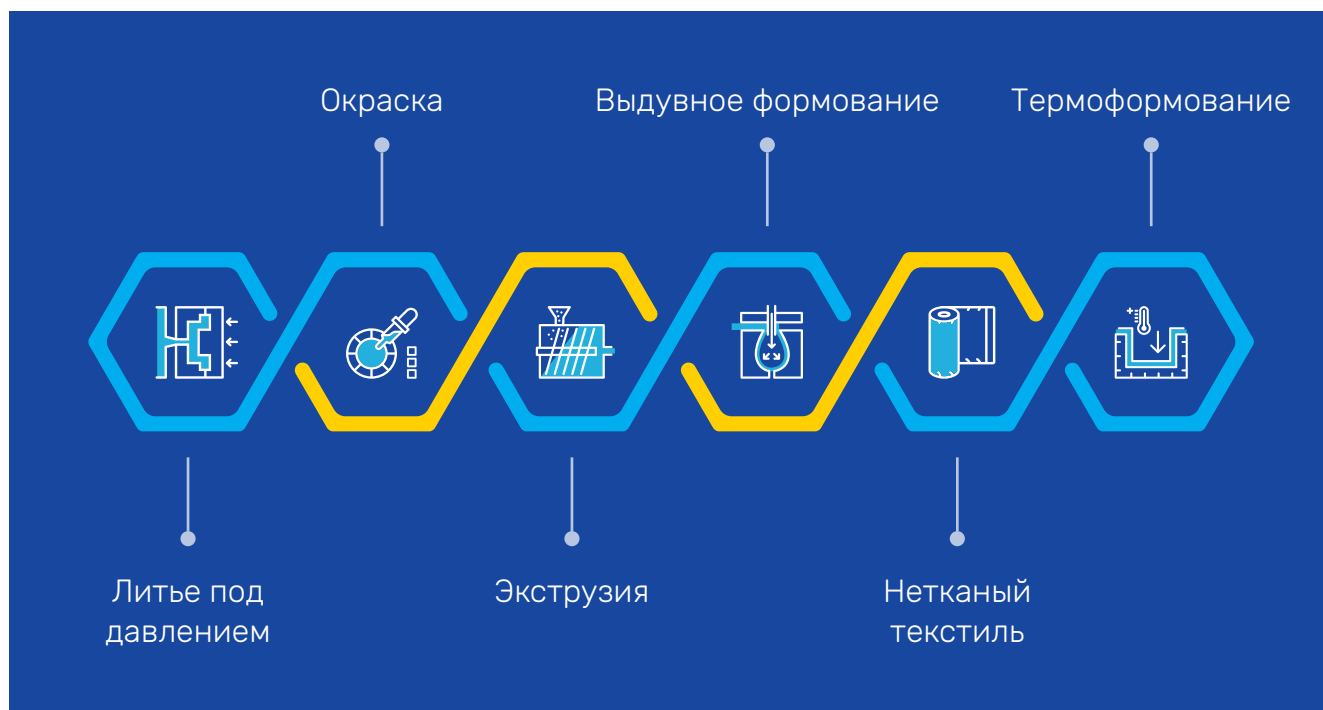 Окраска
Выдувное формование
Термоформование
Литье под
давлением
Экструзия
Нетканый
текстиль